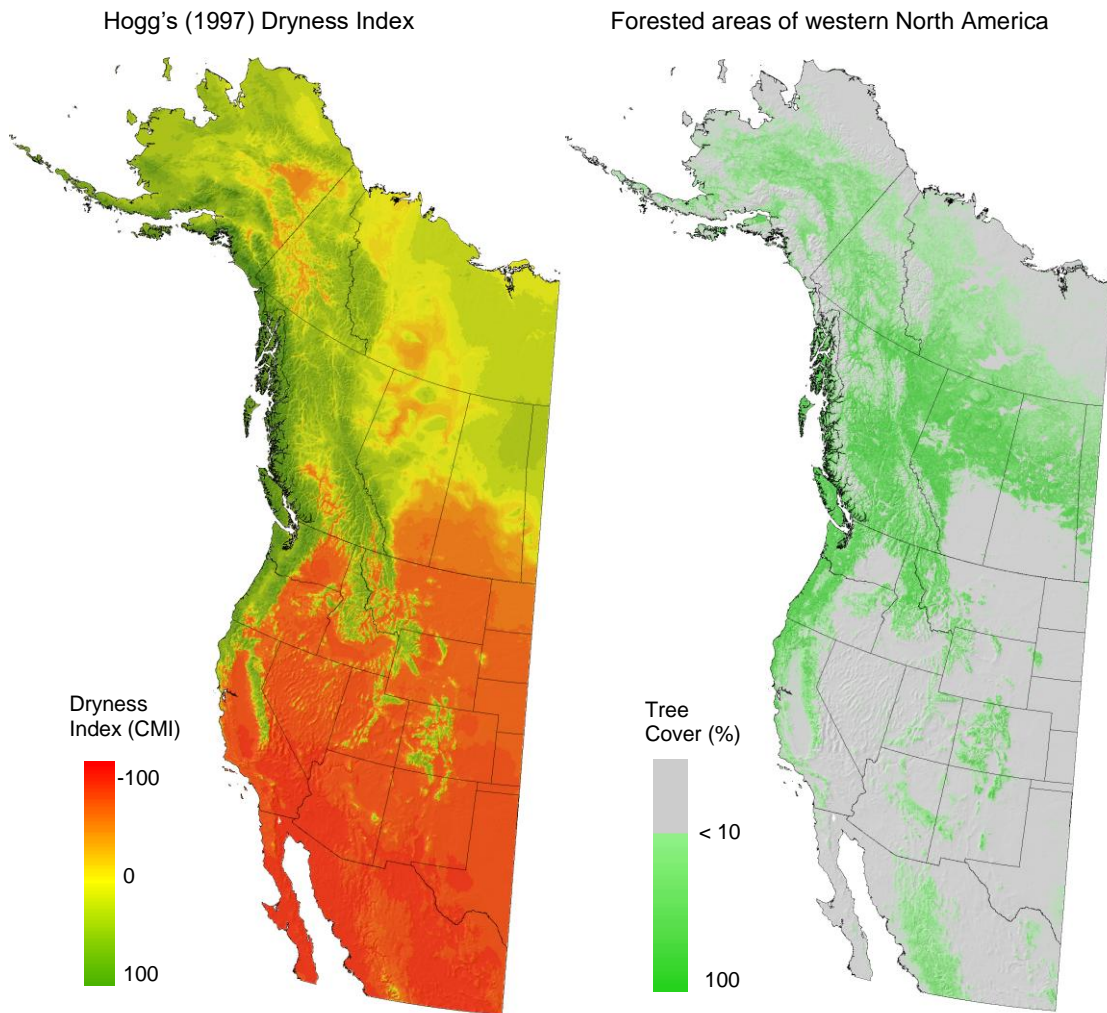 Hogg’s (1997) Dryness Index
Forested areas of western North America
Dryness
Index (CMI)
-100
0
100
Tree
Cover (%)
< 10
100